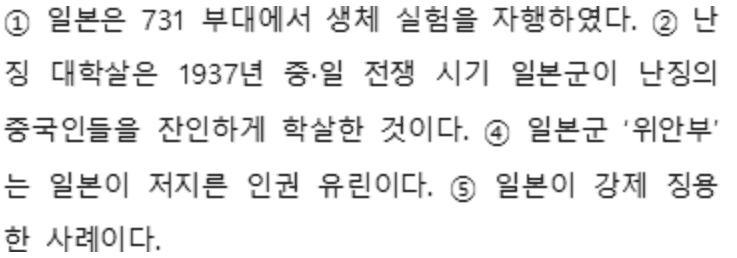 ① 일본은 731 부대에서 생체 실험을 자행하였다. ② 난
징 대학살은 1937년 중·일 전쟁 시기 일본군이 난징의
중국인들을 잔인하게 학살한 것이다. ④ 일본군 ‘위안부’
는 일본이 저지른 인권 유린이다. ⑤ 일본이 강제 징용
한 사례이다.